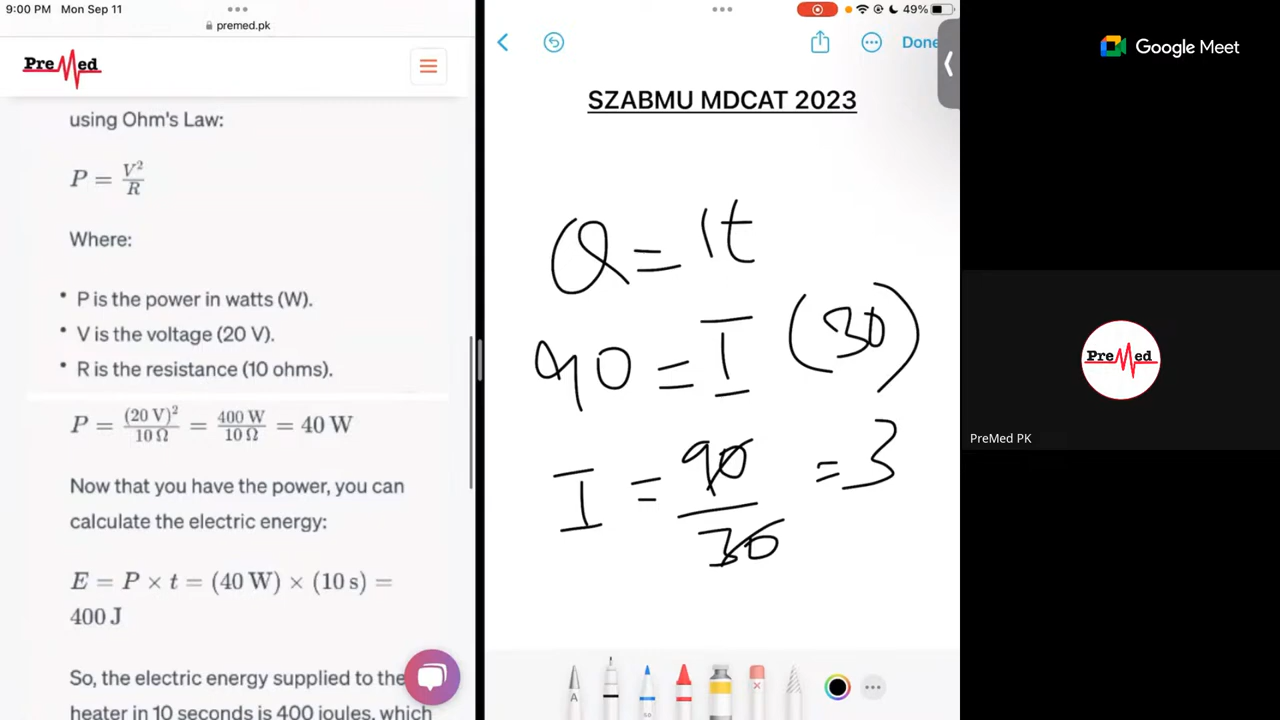 9:00 PM Mon Sep 11
premed.pk
PreMed
using Ohm's Law:
P = V²/R
Where:
• P is the power in watts (W).
• V is the voltage (20 V).
• R is the resistance (10 ohms).
P = (20 V)²/10 Ω = 400 W/10 Ω = 40 W
Now that you have the power, you can
calculate the electric energy:
E = P × t = (40 W) × (10 s) =
400 J
So, the electric energy supplied to the
heater in 10 seconds is 400 joules, which
49%
Done
SZABMU MDCAT 2023
Q = It
90 = I (30)
I = 90/30 = 3
A
5.0
Google Meet
PreMed
PreMed PK